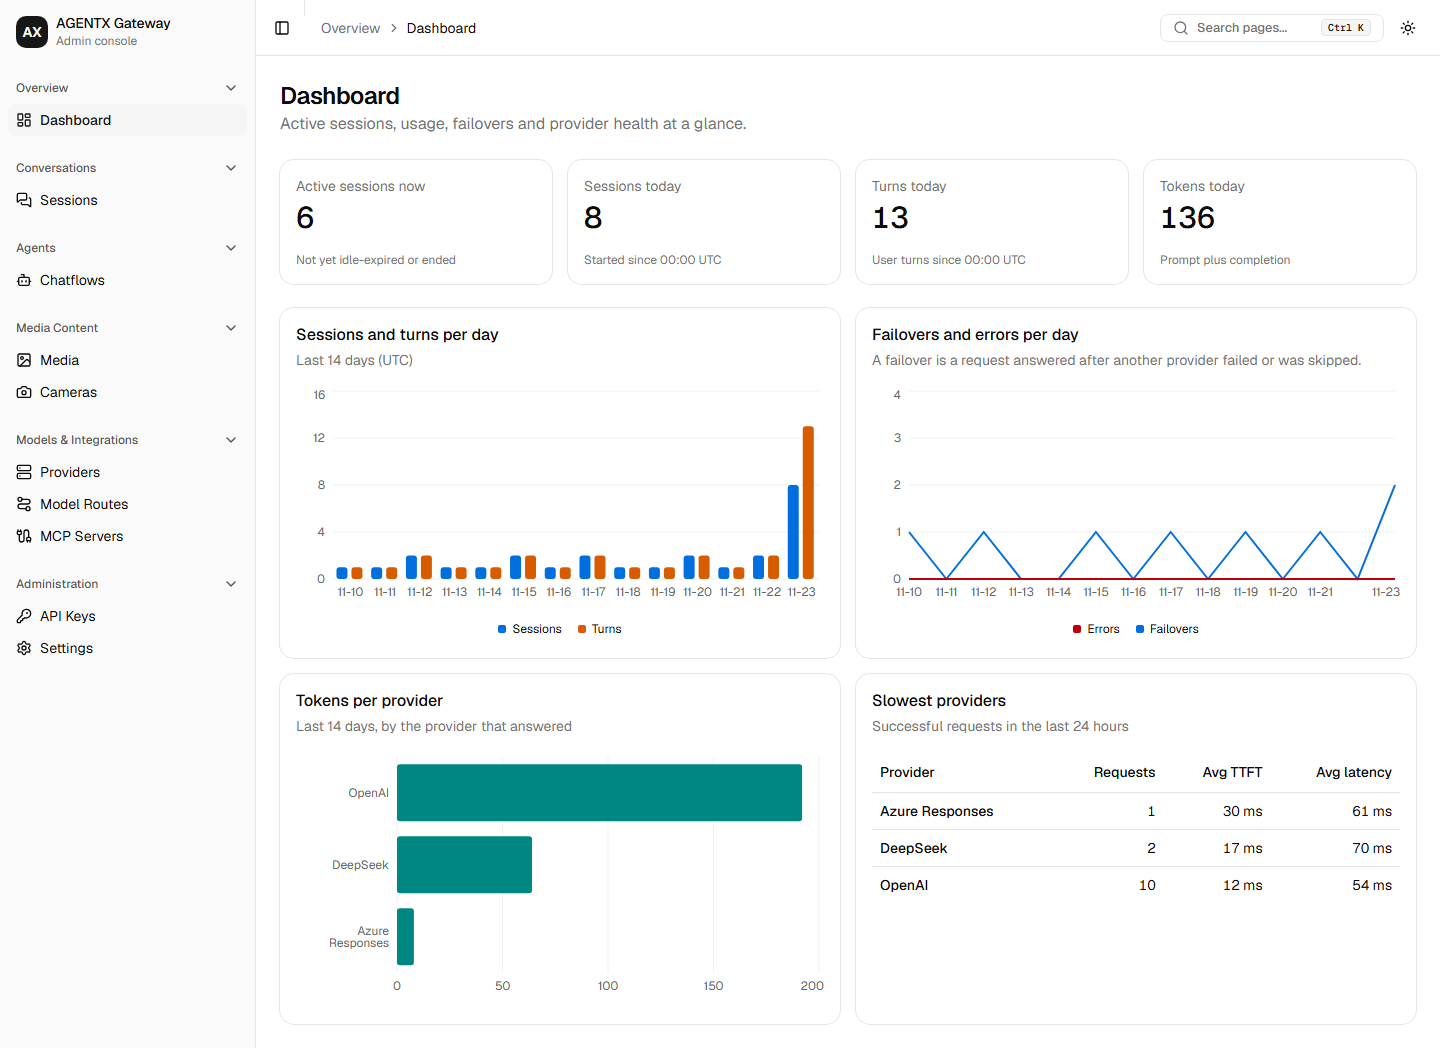 AX
AGENTX Gateway
Admin console
Overview
Dashboard
Conversations
Sessions
Agents
Chatflows
Media Content
Media
Cameras
Models & Integrations
Providers
Model Routes
MCP Servers
Administration
API Keys
Settings
Overview > Dashboard
Search pages... Ctrl K
Dashboard
Active sessions, usage, failovers and provider health at a glance.
Active sessions now
6
Not yet idle-expired or ended
Sessions today
8
Started since 00:00 UTC
Turns today
13
User turns since 00:00 UTC
Tokens today
136
Prompt plus completion
Sessions and turns per day
Last 14 days (UTC)
16
12
8
4
0
11-10 11-11 11-12 11-13 11-14 11-15 11-16 11-17 11-18 11-19 11-20 11-21 11-22 11-23
Sessions Turns
Failovers and errors per day
A failover is a request answered after another provider failed or was skipped.
4
3
2
1
0
11-10 11-11 11-12 11-13 11-14 11-15 11-16 11-17 11-18 11-19 11-20 11-21 11-23
Errors Failovers
Tokens per provider
Last 14 days, by the provider that answered
OpenAI
DeepSeek
Azure
Responses
0 50 100 150 200
Slowest providers
Successful requests in the last 24 hours
Provider Requests Avg TTFT Avg latency
Azure Responses 1 30 ms 61 ms
DeepSeek 2 17 ms 70 ms
OpenAI 10 12 ms 54 ms